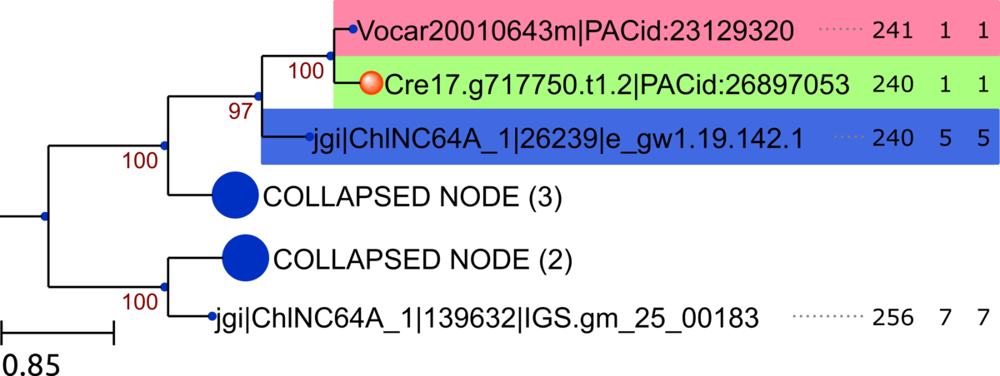 Vocar20010643m|PACid:23129320 241 1 1
100
Cre17.g717750.t1.2|PACid:26897053 240 1 1
97
jgi|ChlNC64A_1|26239|e_gw1.19.142.1 240 5 5
100
COLLAPSED NODE (3)
COLLAPSED NODE (2)
100
jgi|ChlNC64A_1|139632|IGS.gm_25_00183 256 7 7
0.85